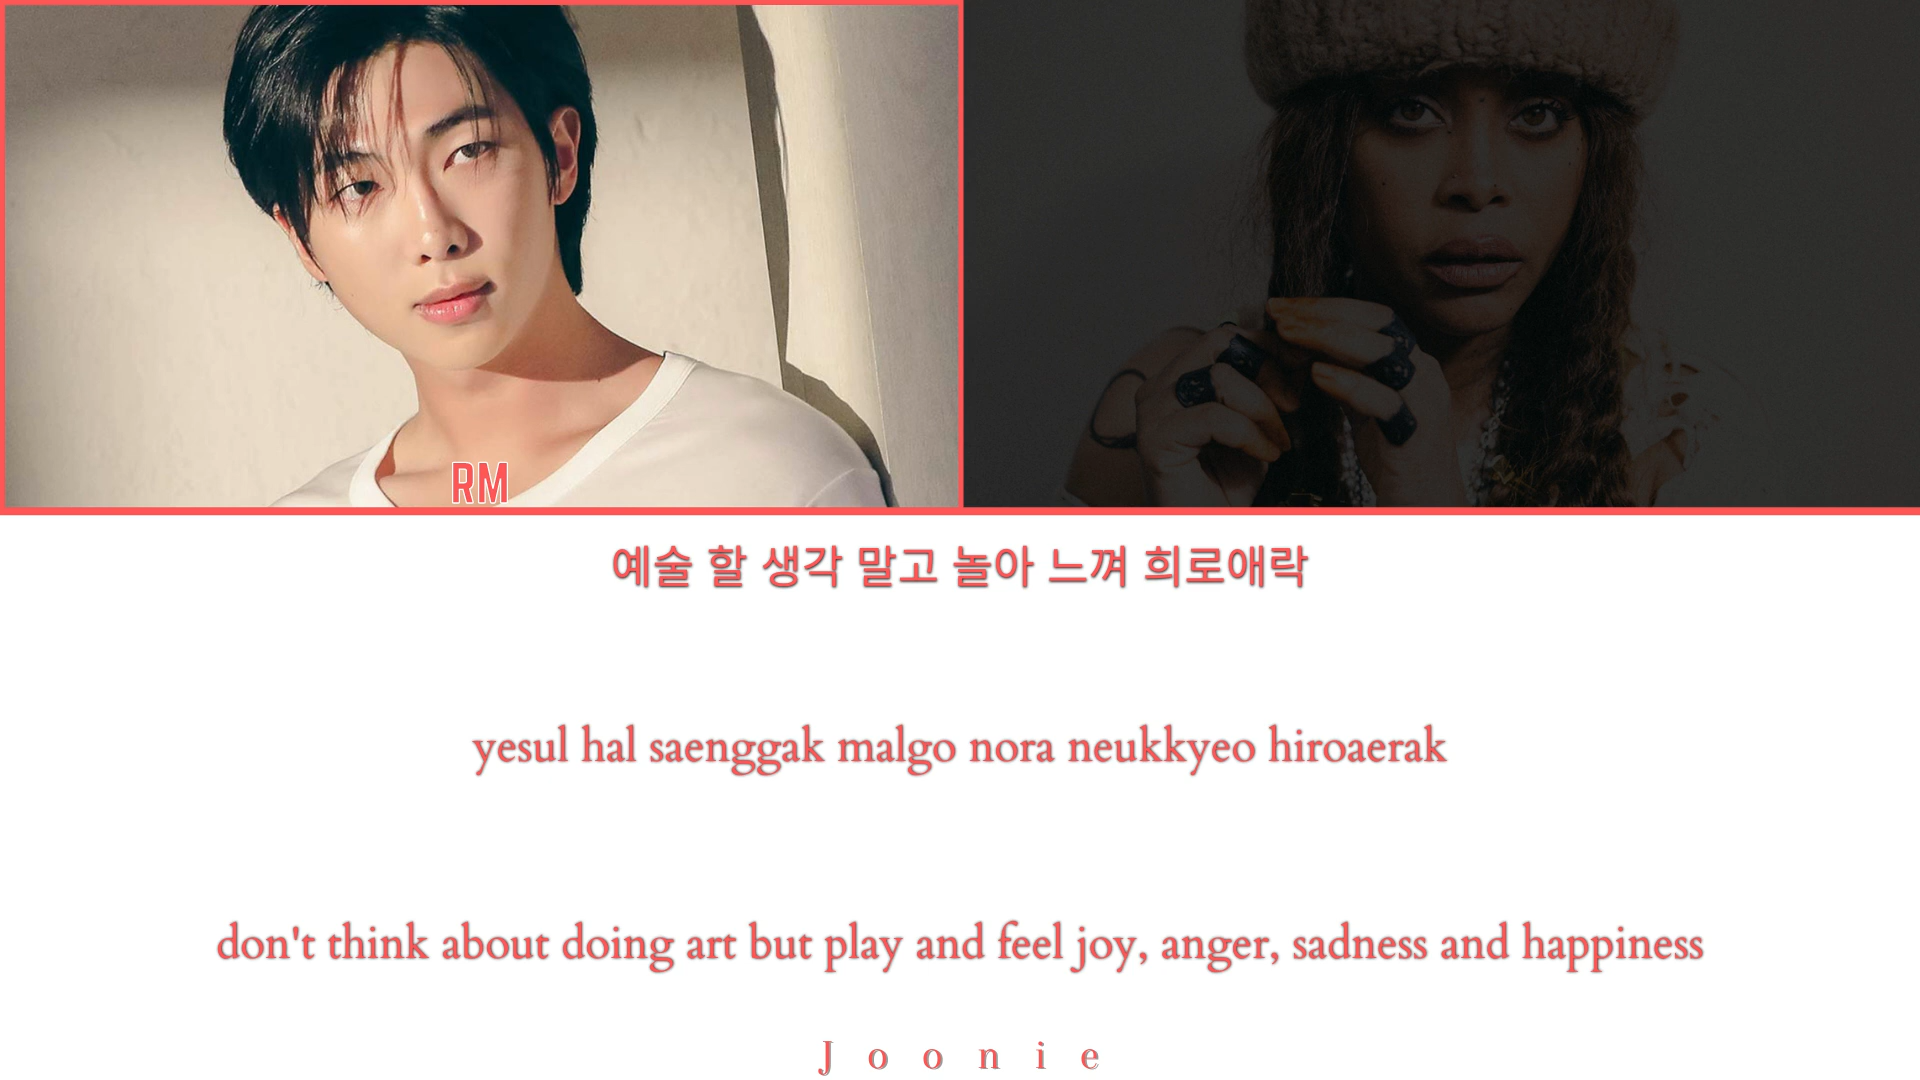 RM
예술 할 생각 말고 놀아 느껴 희로애락
yesul hal saenggak malgo nora neukkyeo hiroaerak
don't think about doing art but play and feel joy, anger, sadness and happiness
Joonie